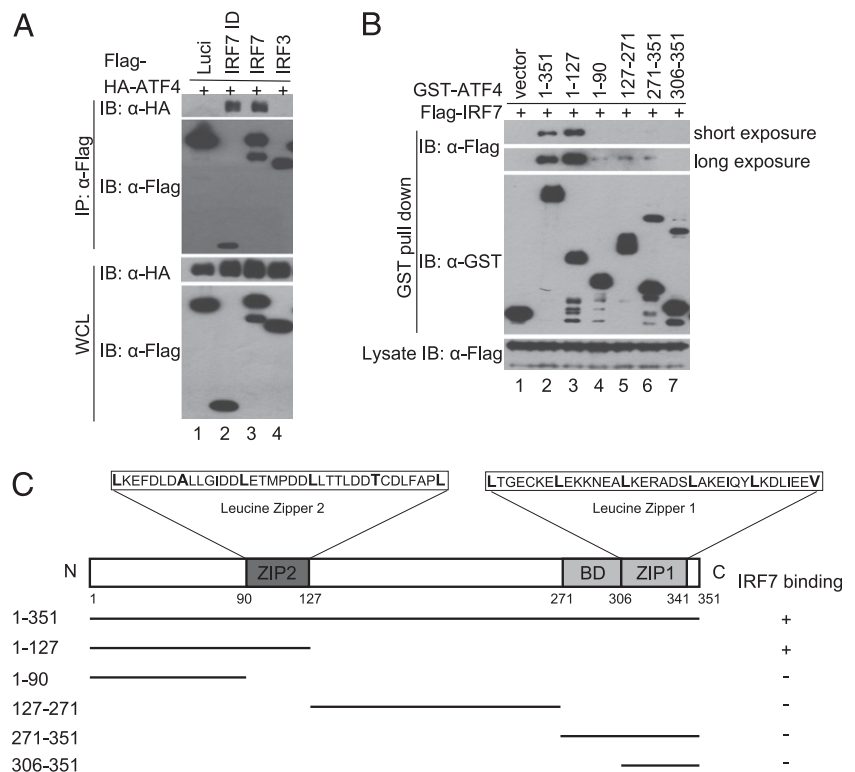 A
Flag-
Luci
IRF7 ID
IRF7
IRF3
HA-ATF4
+ + + +
IP: α-Flag
IB: α-HA
IB: α-Flag
WCL
IB: α-HA
IB: α-Flag
1 2 3 4
B
GST-ATF4
vector
1-351
1-127
1-90
127-271
271-351
306-351
Flag-IRF7
+ + + + + + +
GST pull down
IB: α-Flag
short exposure
long exposure
IB: α-GST
Lysate IB: α-Flag
1 2 3 4 5 6 7
C
LKEFDLDALLGIDDLETMPDDLLTTLDDTCDLFAPL
LTGECKELEKKNEALKERADSLAKEIQYLKDLIEEV
Leucine Zipper 2
Leucine Zipper 1
N
ZIP2
BD
ZIP1
C
IRF7 binding
1 90 127 271 306 341 351
1-351 +
1-127 +
1-90 -
127-271 -
271-351 -
306-351 -